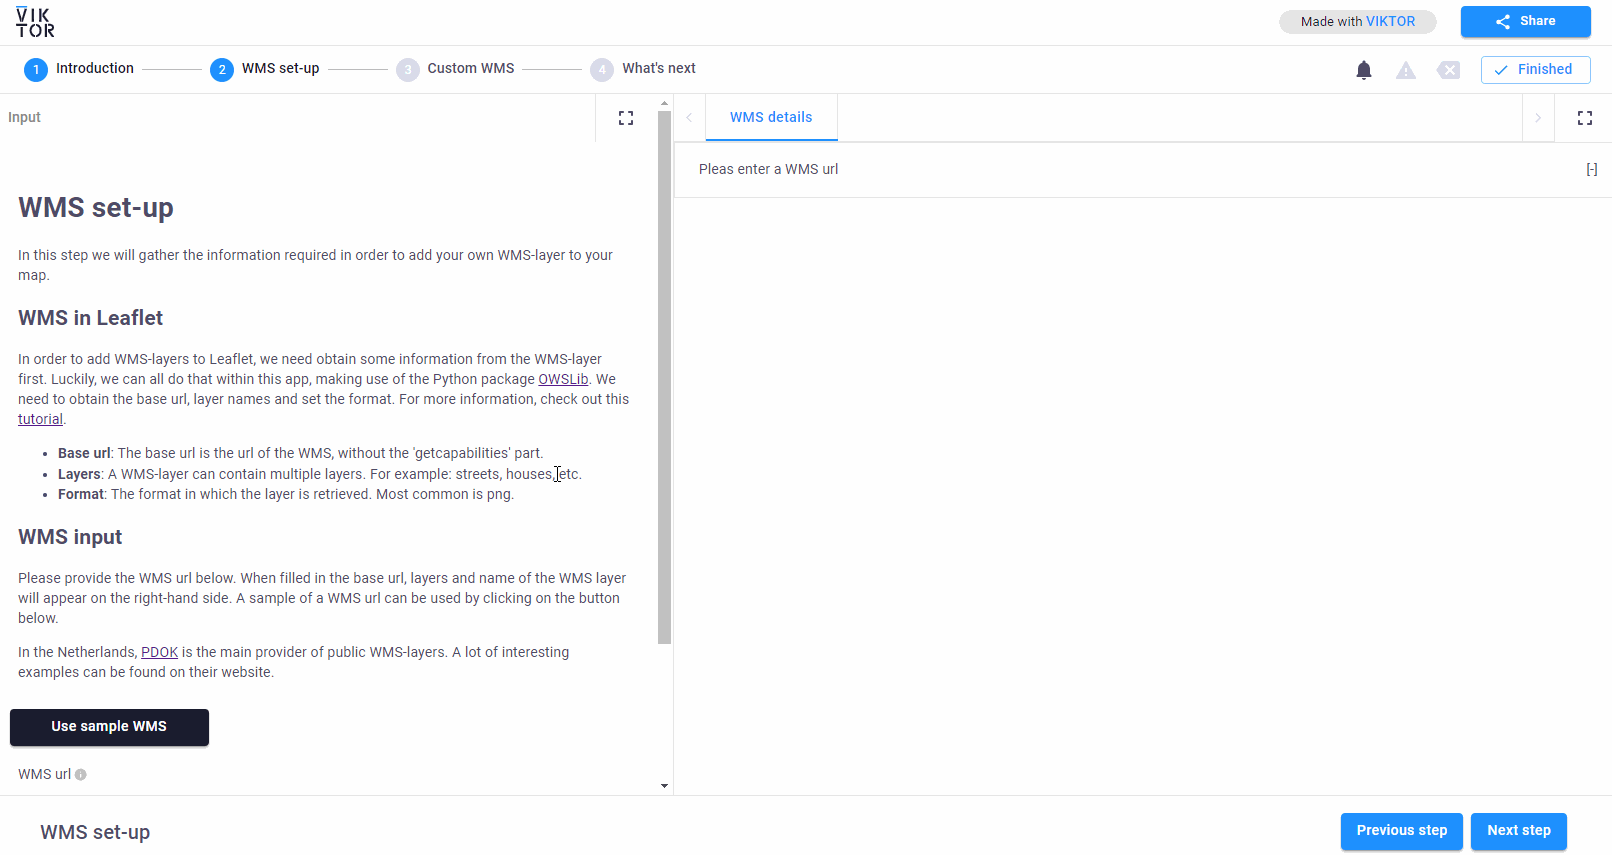 VIK
TOR
Made with VIKTOR
Share
1 Introduction
2 WMS set-up
3 Custom WMS
4 What's next
Finished
Input
WMS details
Pleas enter a WMS url
[-]
WMS set-up
In this step we will gather the information required in order to add your own WMS-layer to your
map.
WMS in Leaflet
In order to add WMS-layers to Leaflet, we need obtain some information from the WMS-layer
first. Luckily, we can all do that within this app, making use of the Python package OWSLib. We
need to obtain the base url, layer names and set the format. For more information, check out this
tutorial.
• Base url: The base url is the url of the WMS, without the 'getcapabilities' part.
• Layers: A WMS-layer can contain multiple layers. For example: streets, houses, etc.
• Format: The format in which the layer is retrieved. Most common is png.
WMS input
Please provide the WMS url below. When filled in the base url, layers and name of the WMS layer
will appear on the right-hand side. A sample of a WMS url can be used by clicking on the button
below.
In the Netherlands, PDOK is the main provider of public WMS-layers. A lot of interesting
examples can be found on their website.
Use sample WMS
WMS url
WMS set-up
Previous step
Next step